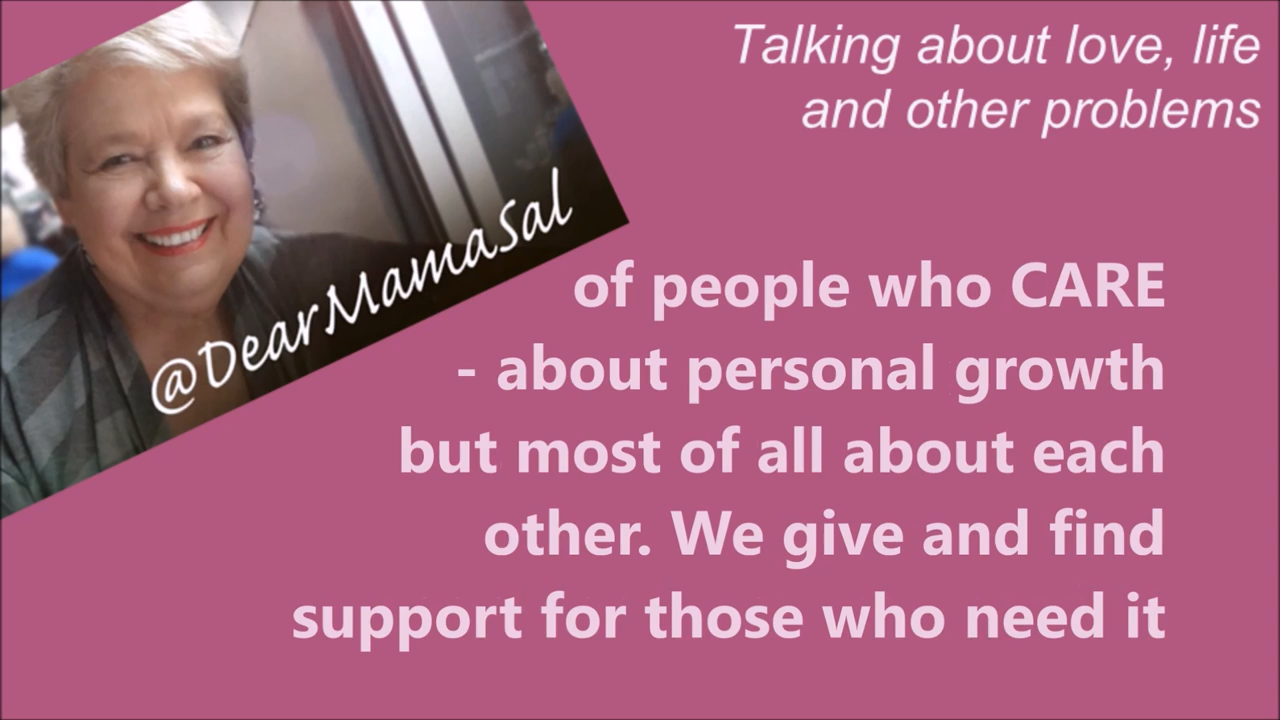 Talking about love, life
and other problems
@DearMamaSal
of people who CARE
- about personal growth
but most of all about each
other. We give and find
support for those who need it